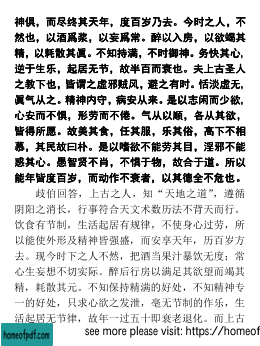 神俱，而尽终其天年，度百岁乃去。今时之人，不
然也，以酒爲浆，以妄爲常。醉以入房，以欲竭其
精，以耗散其真。不知持满，不时御神。务快其心，
逆于生乐，起居无节，故半百而衰也。夫上古圣人
之教下也，皆谓之虚邪贼风，避之有时。恬淡虚无，
真气从之。精神内守，病安从来。是以志闲而少欲，
心安而不惧，形劳而不倦。气从以顺，各从其欲，
皆得所愿。故美其食，任其服，乐其俗，高下不相
慕，其民故曰朴。是以嗜欲不能劳其目，淫邪不能
惑其心。愚智贤不肖，不惧于物，故合于道。所以
能年皆度百岁，而动作不衰者，以其德全不危也。
歧伯回答，上古之人，知“天地之道”，遵循
阴阳之消长，行事符合天文术数历法不背天而行。
饮食有节制，生活起居有规律，不使身心过劳，所
以能使外形及精神皆强盛，而安享天年，历百岁方
去。现今时下之人不然，把酒当果汁暴饮无度；常
心生妄想不切实际。醉后行房以满足其欲望而竭其
精，耗散其元。不知保持精满的好处，不知精神专
一的好处，只求心欲之发泄，毫无节制的作乐，生
活起居无节律，故年一过五十即衰老退化。而上古
homeofpdf.com
see more please visit: https://homeof